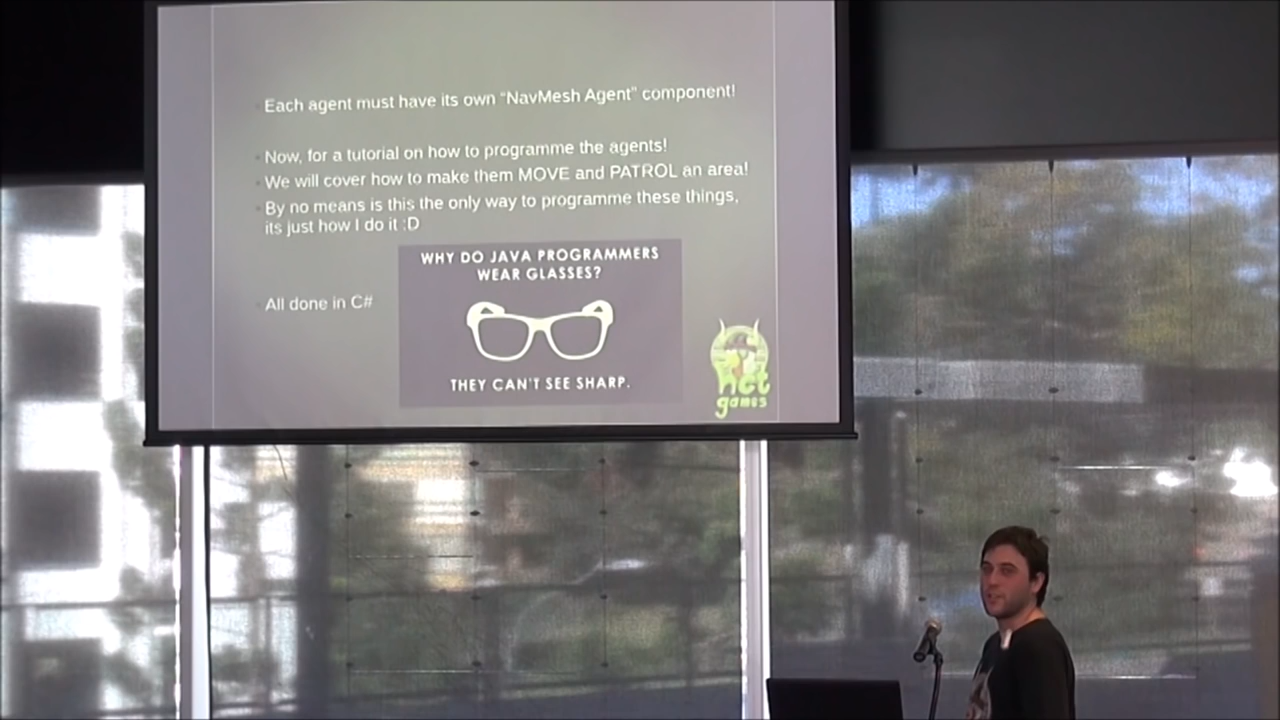 Each agent must have its own “NavMesh Agent” component!
Now, for a tutorial on how to programme the agents!
We will cover how to make them MOVE and PATROL an area!
By no means is this the only way to programme these things,
its just how I do it :D
WHY DO JAVA PROGRAMMERS
WEAR GLASSES?
All done in C#
THEY CAN'T SEE SHARP.
hct
games